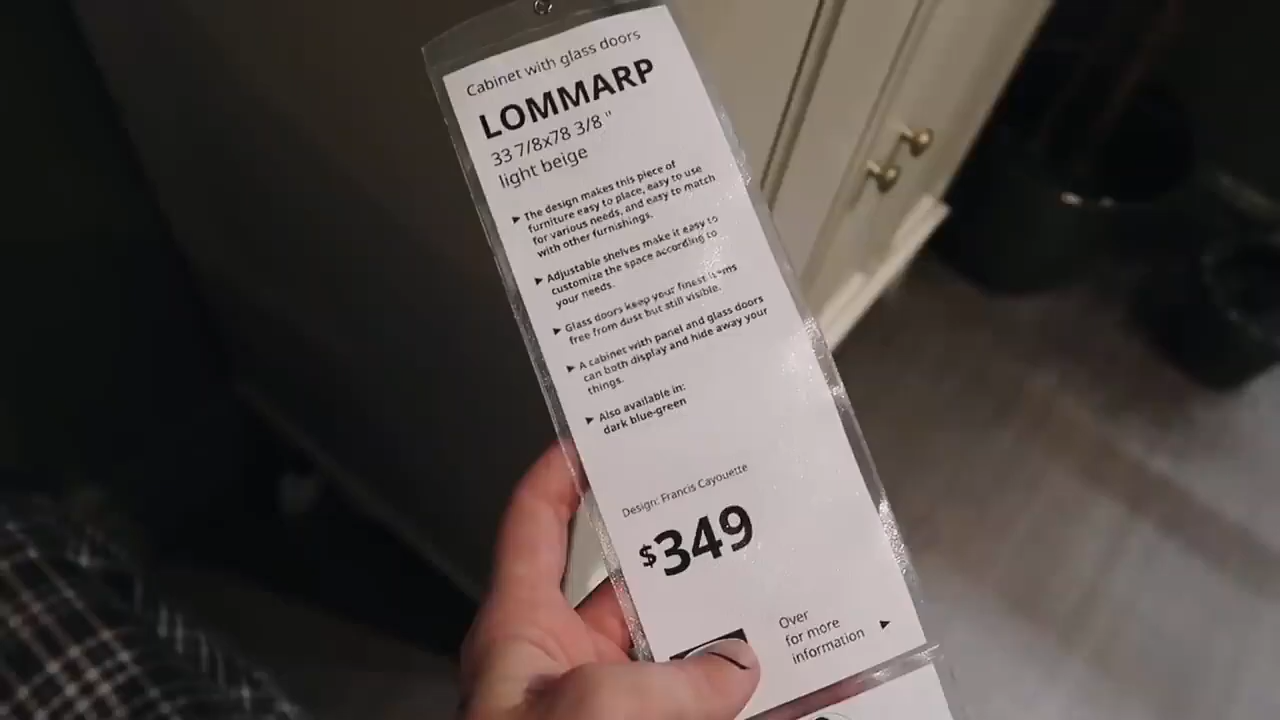 Cabinet with glass doors
LOMMARP
33 7/8x78 3/8 "
light beige
► The design makes this piece of
furniture easy to place, easy to use
for various needs, and easy to match
with other furnishings.
► Adjustable shelves make it easy to
customize the space according to
your needs.
► Glass doors keep your finest items
free from dust but still visible.
► A cabinet with panel and glass doors
can both display and hide away your
things.
► Also available in:
dark blue-green
Design: Francis Cayouette
$349
Over
for more
information ►